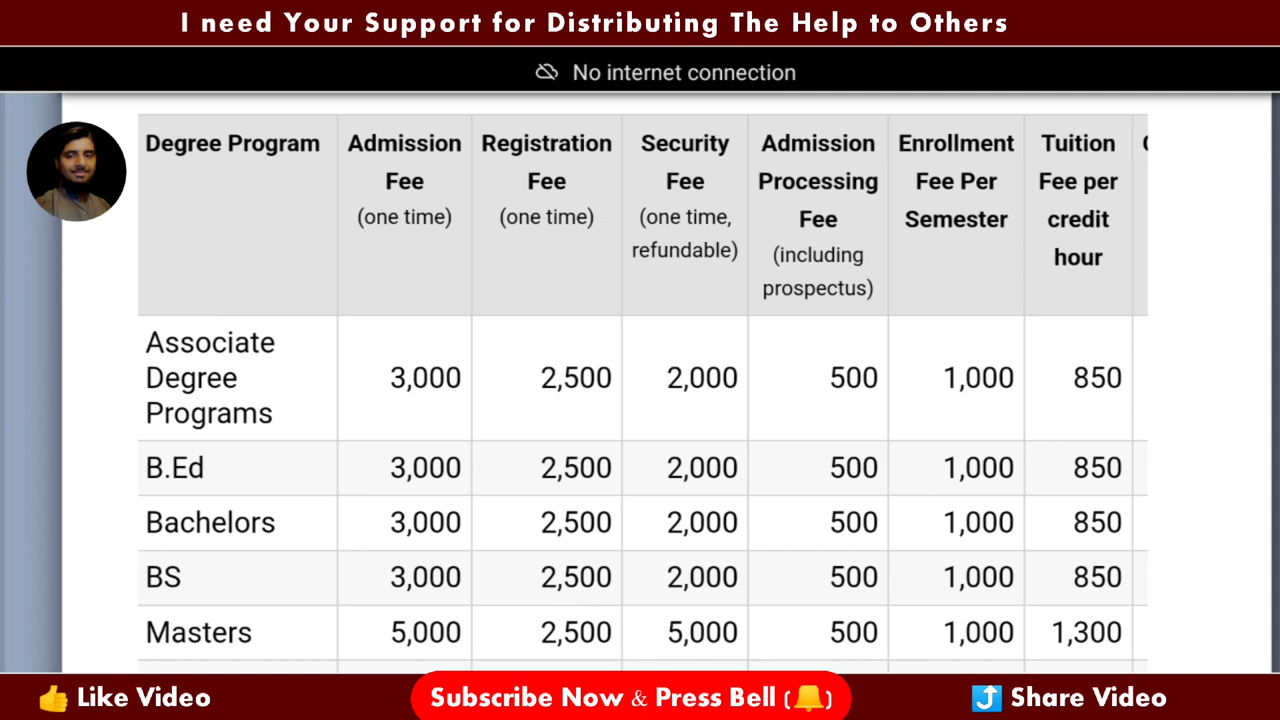 I need Your Support for Distributing The Help to Others
No internet connection
Degree Program Admission Registration Security Admission Enrollment Tuition
Fee Fee Fee Processing Fee Per Fee per
(one time) (one time) (one time, Fee Semester credit
refundable) (including hour
prospectus)
Associate
Degree 3,000 2,500 2,000 500 1,000 850
Programs
B.Ed 3,000 2,500 2,000 500 1,000 850
Bachelors 3,000 2,500 2,000 500 1,000 850
BS 3,000 2,500 2,000 500 1,000 850
Masters 5,000 2,500 5,000 500 1,000 1,300
👍 Like Video Subscribe Now & Press Bell (🔔) ⤴️ Share Video